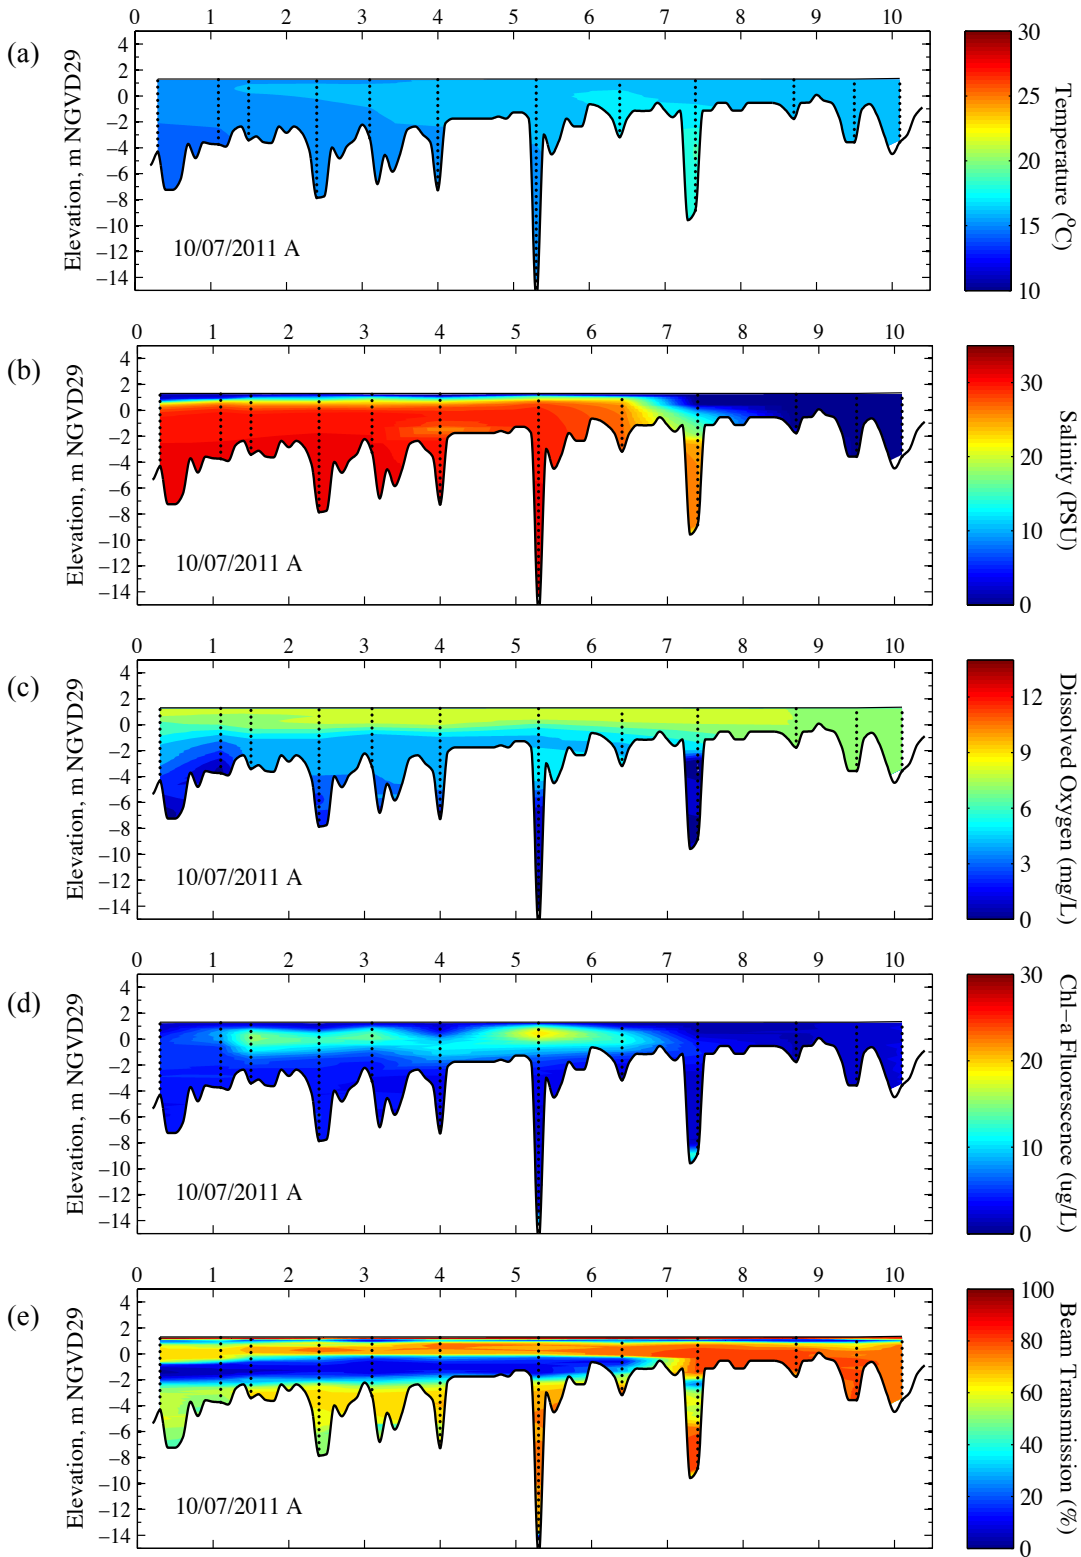 0 1 2 3 4 5 6 7 8 9 10
(a)
Elevation, m NGVD29
4
2
0
−2
−4
−6
−8
−10
−12
−14
10/07/2011 A
30
25
20
15
10
Temperature (°C)
0 1 2 3 4 5 6 7 8 9 10
(b)
Elevation, m NGVD29
4
2
0
−2
−4
−6
−8
−10
−12
−14
10/07/2011 A
30
20
10
0
Salinity (PSU)
0 1 2 3 4 5 6 7 8 9 10
(c)
Elevation, m NGVD29
4
2
0
−2
−4
−6
−8
−10
−12
−14
10/07/2011 A
12
9
6
3
0
Dissolved Oxygen (mg/L)
0 1 2 3 4 5 6 7 8 9 10
(d)
Elevation, m NGVD29
4
2
0
−2
−4
−6
−8
−10
−12
−14
10/07/2011 A
30
20
10
0
Chl−a Fluorescence (ug/L)
0 1 2 3 4 5 6 7 8 9 10
(e)
Elevation, m NGVD29
4
2
0
−2
−4
−6
−8
−10
−12
−14
10/07/2011 A
100
80
60
40
20
0
Beam Transmission (%)